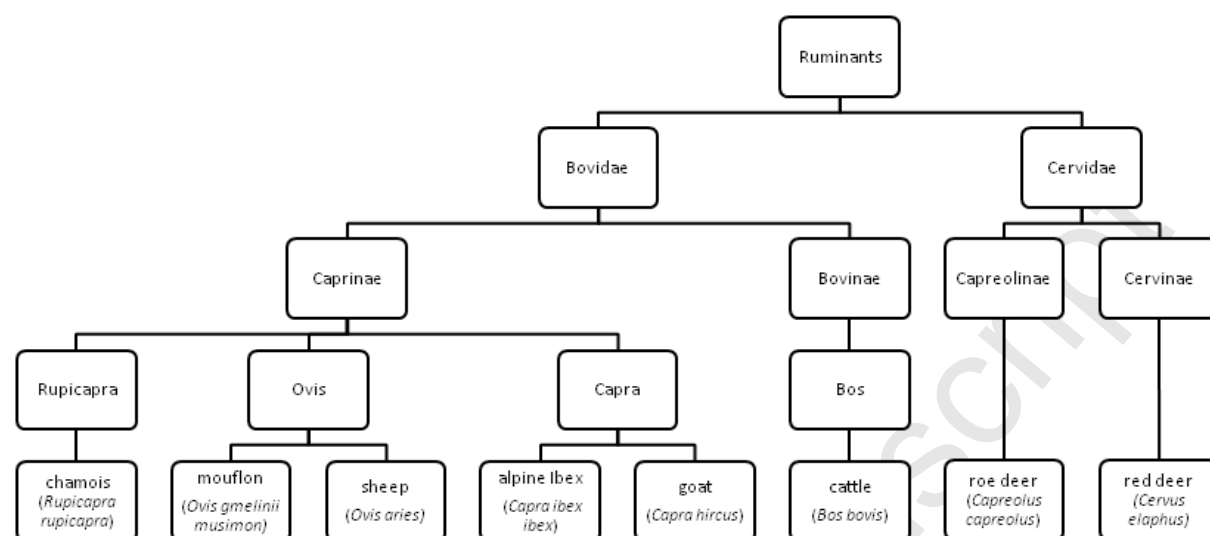 Ruminants
Bovidae
Cervidae
Caprinae
Bovinae
Capreolinae
Cervinae
Rupicapra
Ovis
Capra
Bos
chamois
(Rupicapra
rupicapra)
mouflon
(Ovis gmelinii
musimon)
sheep
(Ovis aries)
alpine Ibex
(Capra ibex
ibex)
goat
(Capra hircus)
cattle
(Bos bovis)
roe deer
(Capreolus
capreolus)
red deer
(Cervus
elaphus)
script